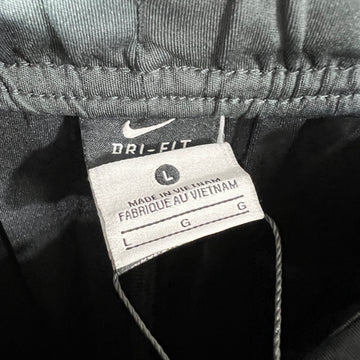 DRI-FIT
L
MADE IN VIETNAM
FABRIQUE AU VIETNAM
L G G